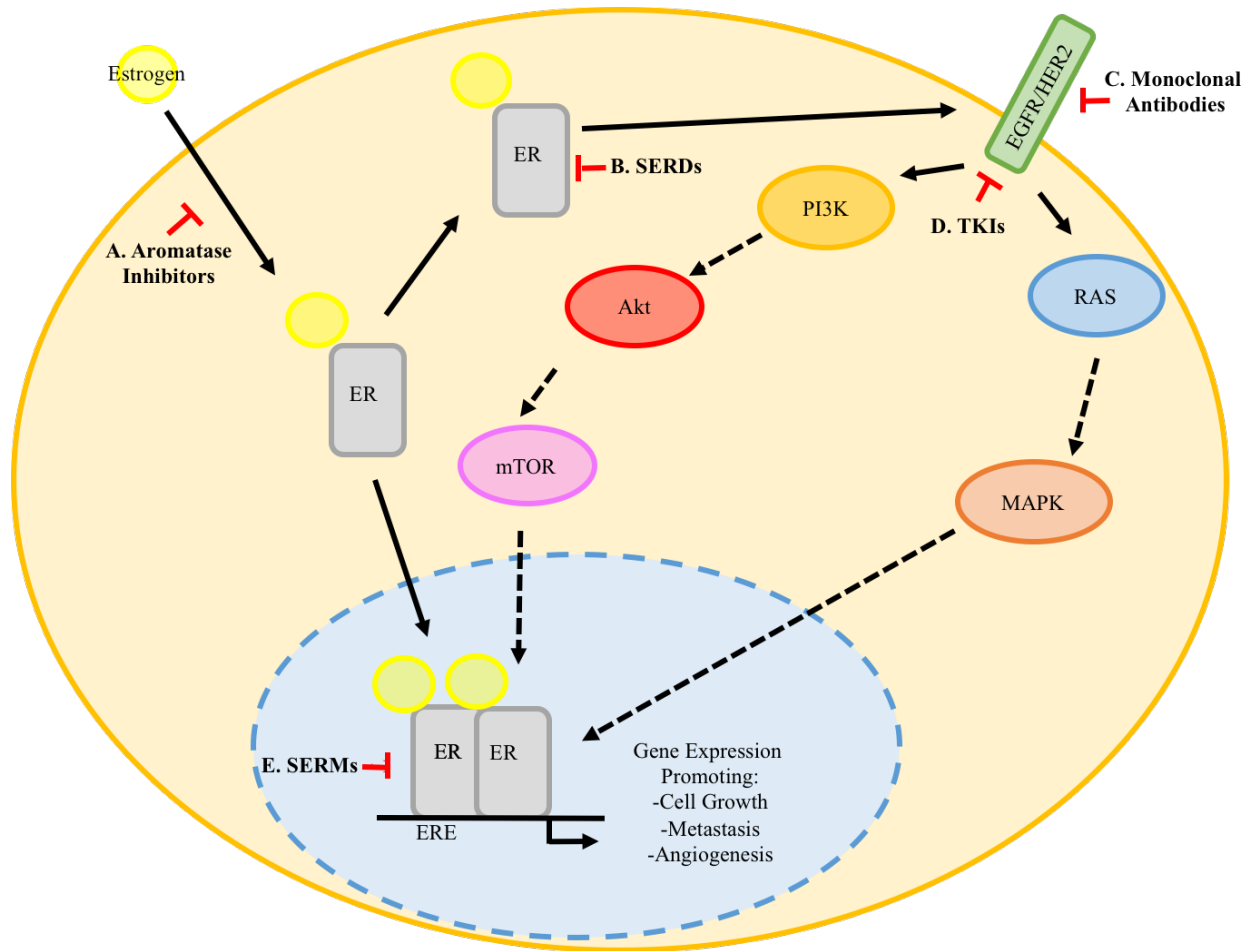 Estrogen
EGFR/HER2
C. Monoclonal
Antibodies
ER
B. SERDs
PI3K
D. TKIs
A. Aromatase
Inhibitors
Akt
RAS
ER
mTOR
MAPK
ER
ER
E. SERMs
Gene Expression
Promoting:
-Cell Growth
-Metastasis
-Angiogenesis
ERE